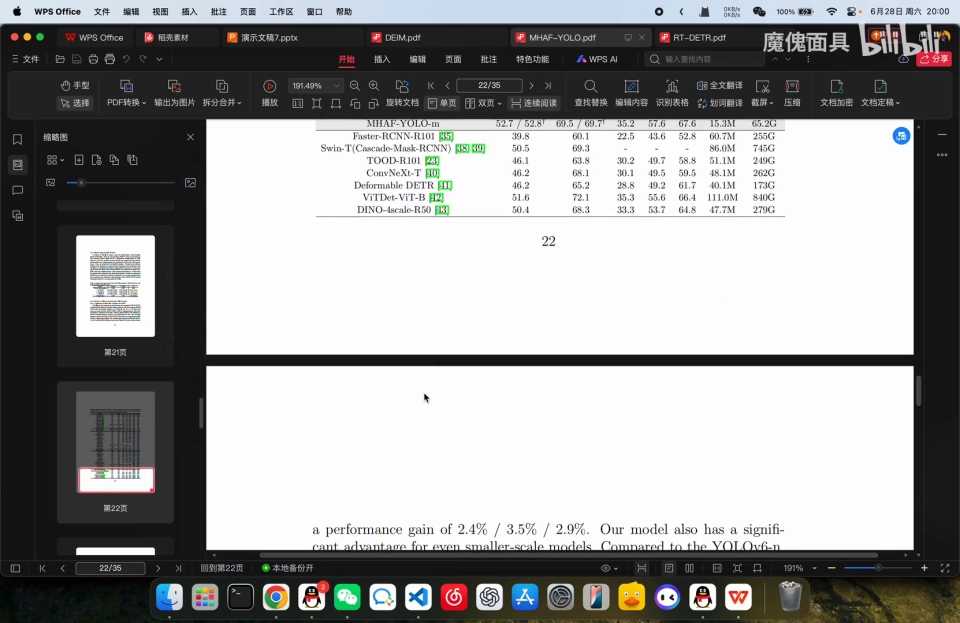 WPS Office 文件 编辑 视图 插入 批注 页面 工作区 窗口 帮助 0KB/s 0KB/s 100% 6月28日 周六 20:00
WPS Office 稻壳素材 演示文稿7.pptx DEIM.pdf MHAF-YOLO.pdf RT-DETR.pdf
魔傀面具 bilibili
文件 开始 插入 编辑 页面 批注 特色功能 WPS AI 输入查找内容 分享
手型 选择 PDF转换 输出为图片 拆分合并 播放 191.49% 旋转文档 22/35 单页 双页 连续阅读 查找替换 编辑内容 识别表格 全文翻译 划词翻译 截屏 压缩 文档加密 文档定稿
缩略图
第21页
第22页
MHAF-YOLO-m 52.7 / 52.8† 69.5 / 69.7† 35.2 57.6 67.6 15.3M 65.2G
Faster-RCNN-R101 [35] 39.8 60.1 22.5 43.6 52.8 60.7M 255G
Swin-T(Cascade-Mask-RCNN) [38] [39] 50.5 69.3 - - - 86.0M 745G
TOOD-R101 [23] 46.1 63.8 30.2 49.7 58.8 51.1M 249G
ConvNeXt-T [40] 46.2 68.1 30.1 49.5 59.5 48.1M 262G
Deformable DETR [41] 46.2 65.2 28.8 49.2 61.7 40.1M 173G
ViTDet-ViT-B [42] 51.6 72.1 35.3 55.6 66.4 111.0M 840G
DINO-4scale-R50 [43] 50.4 68.3 33.3 53.7 64.8 47.7M 279G
22
a performance gain of 2.4% / 3.5% / 2.9%. Our model also has a signifi-
cant advantage for even smaller-scale models. Compared to the YOLOv6-n
22/35 回到第22页 本地备份开 191%
2